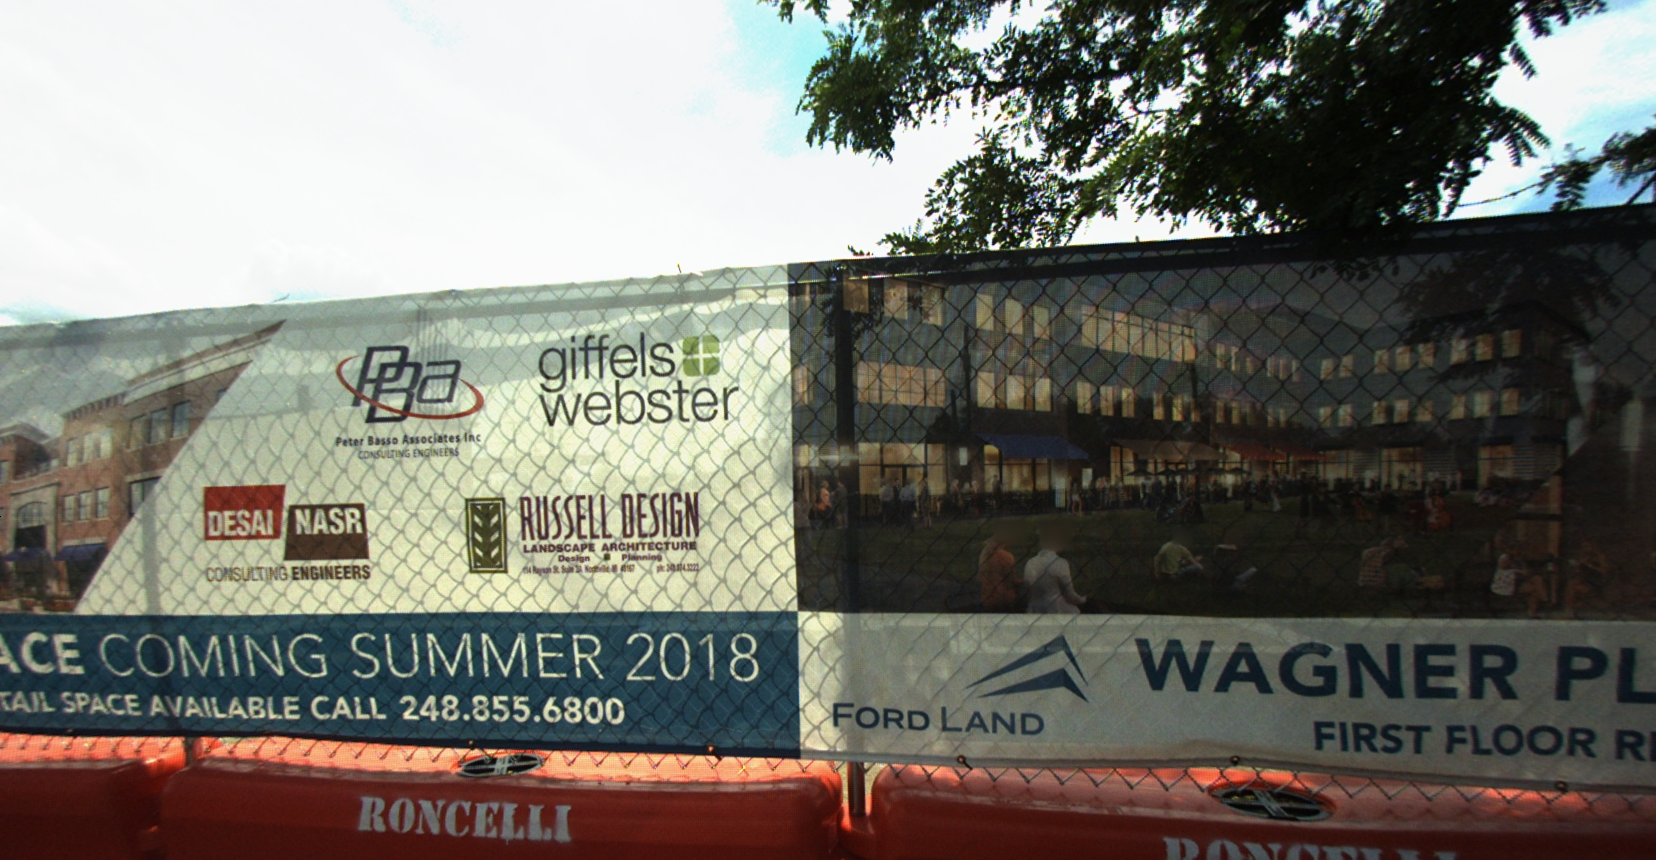 PBa
Peter Basso Associates Inc
CONSULTING ENGINEERS
giffels
webster
DESAI NASR
CONSULTING ENGINEERS
RUSSELL DESIGN
LANDSCAPE ARCHITECTURE
Design Planning
ACE COMING SUMMER 2018
TAIL SPACE AVAILABLE CALL 248.855.6800
FORD LAND
WAGNER PL
FIRST FLOOR RE
RONCELLI
RONCELLI